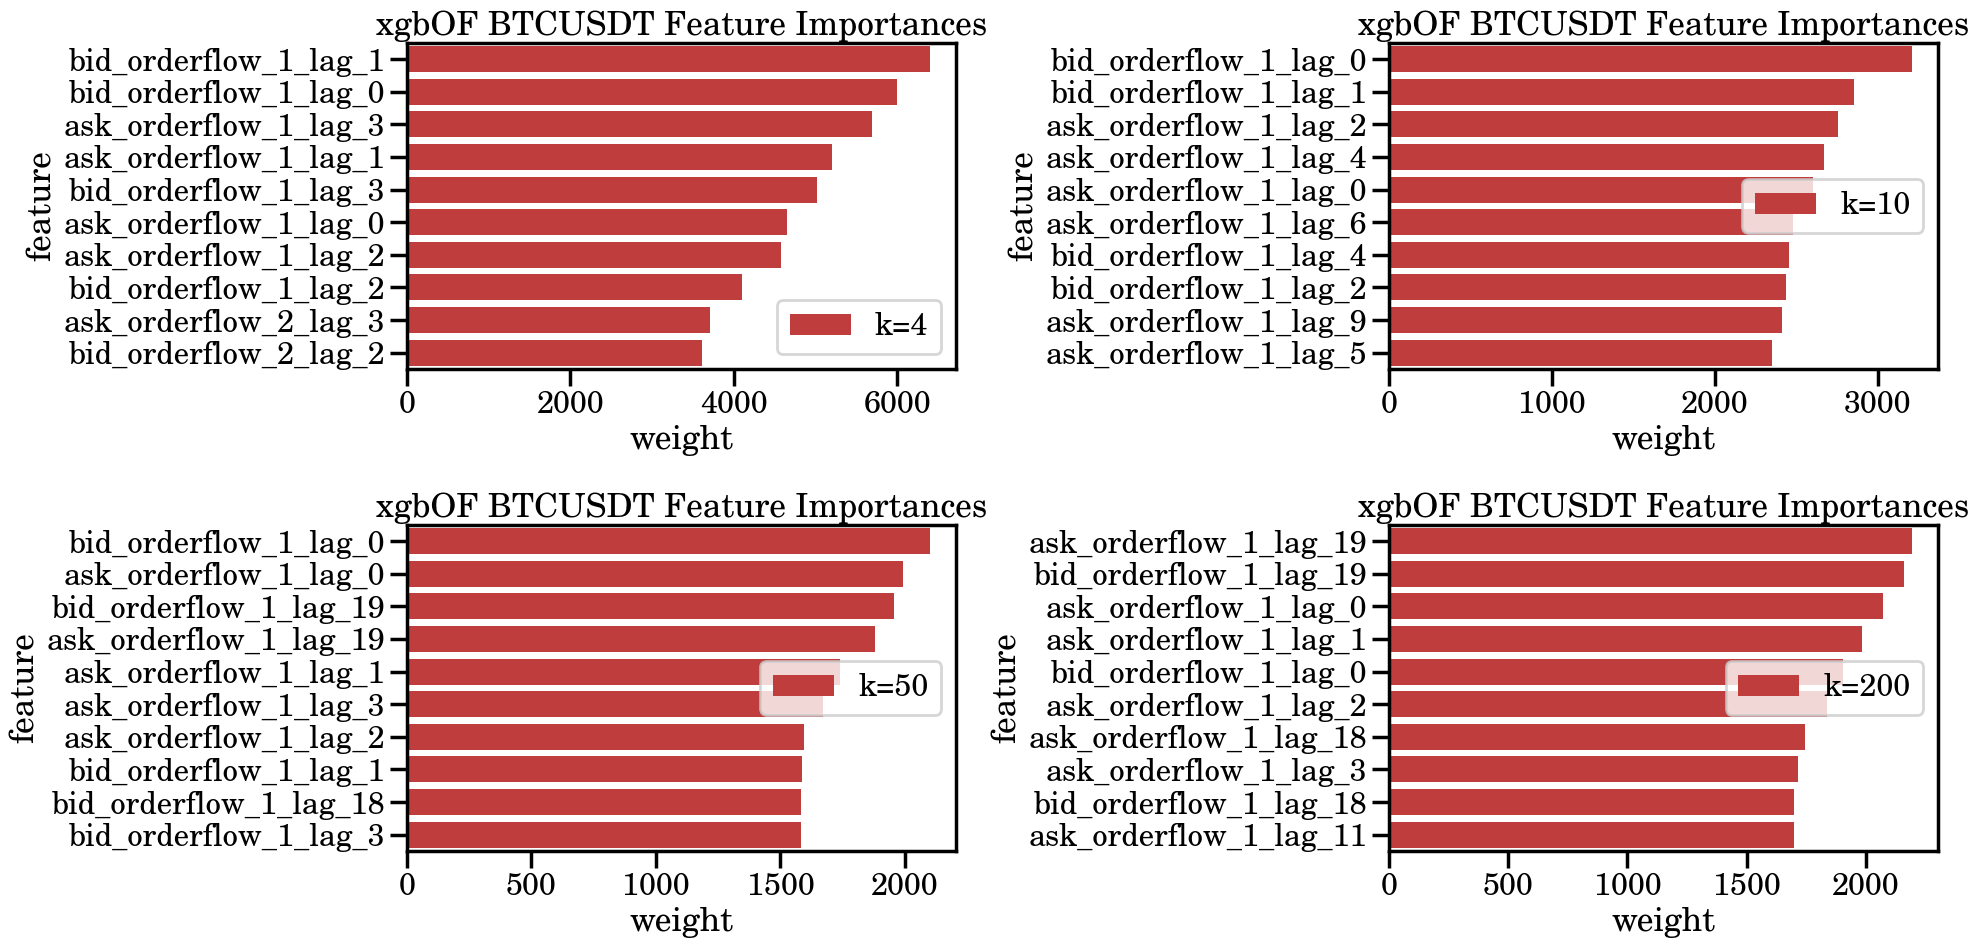 xgbOF BTCUSDT Feature Importances
feature
bid_orderflow_1_lag_1
bid_orderflow_1_lag_0
ask_orderflow_1_lag_3
ask_orderflow_1_lag_1
bid_orderflow_1_lag_3
ask_orderflow_1_lag_0
ask_orderflow_1_lag_2
bid_orderflow_1_lag_2
ask_orderflow_2_lag_3
bid_orderflow_2_lag_2
k=4
0 2000 4000 6000
weight
xgbOF BTCUSDT Feature Importances
feature
bid_orderflow_1_lag_0
bid_orderflow_1_lag_1
ask_orderflow_1_lag_2
ask_orderflow_1_lag_4
ask_orderflow_1_lag_0
ask_orderflow_1_lag_6
bid_orderflow_1_lag_4
bid_orderflow_1_lag_2
ask_orderflow_1_lag_9
ask_orderflow_1_lag_5
k=10
0 1000 2000 3000
weight
xgbOF BTCUSDT Feature Importances
feature
bid_orderflow_1_lag_0
ask_orderflow_1_lag_0
bid_orderflow_1_lag_19
ask_orderflow_1_lag_19
ask_orderflow_1_lag_1
ask_orderflow_1_lag_3
ask_orderflow_1_lag_2
bid_orderflow_1_lag_1
bid_orderflow_1_lag_18
bid_orderflow_1_lag_3
k=50
0 500 1000 1500 2000
weight
xgbOF BTCUSDT Feature Importances
feature
ask_orderflow_1_lag_19
bid_orderflow_1_lag_19
ask_orderflow_1_lag_0
ask_orderflow_1_lag_1
bid_orderflow_1_lag_0
ask_orderflow_1_lag_2
ask_orderflow_1_lag_18
ask_orderflow_1_lag_3
bid_orderflow_1_lag_18
ask_orderflow_1_lag_11
k=200
0 500 1000 1500 2000
weight